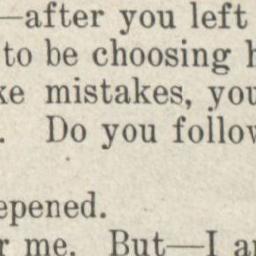 —after you left
to be choosing h
ke mistakes, you
. Do you follow
epened.
r me. But—I a